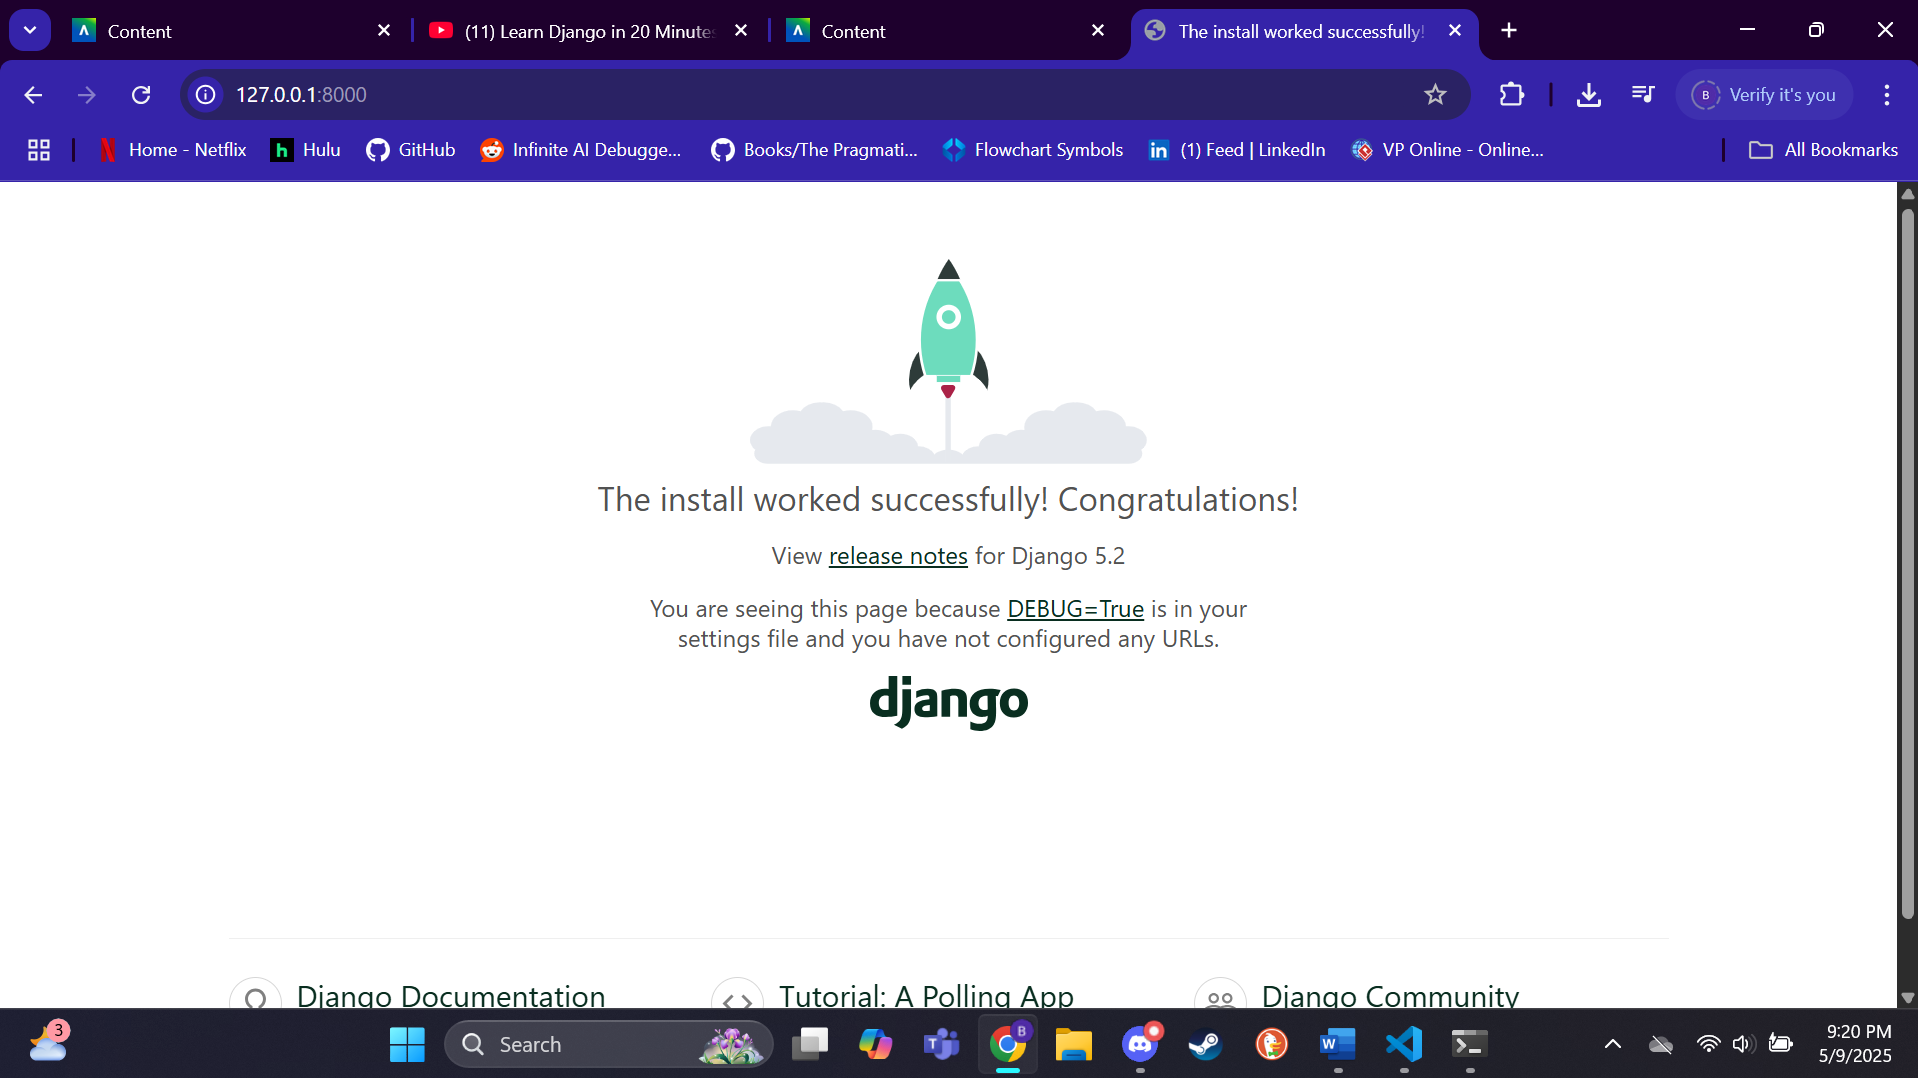 Content
(11) Learn Django in 20 Minutes
Content
The install worked successfully!
127.0.0.1:8000
B
Verify it's you
Home - Netflix
h
Hulu
GitHub
Infinite AI Debugge...
Books/The Pragmati...
Flowchart Symbols
(1) Feed | LinkedIn
VP Online - Online...
All Bookmarks
The install worked successfully! Congratulations!
View release notes for Django 5.2
You are seeing this page because DEBUG=True is in your
settings file and you have not configured any URLs.
django
Django Documentation
Tutorial: A Polling App
Django Community
3
Search
B
9:20 PM
5/9/2025